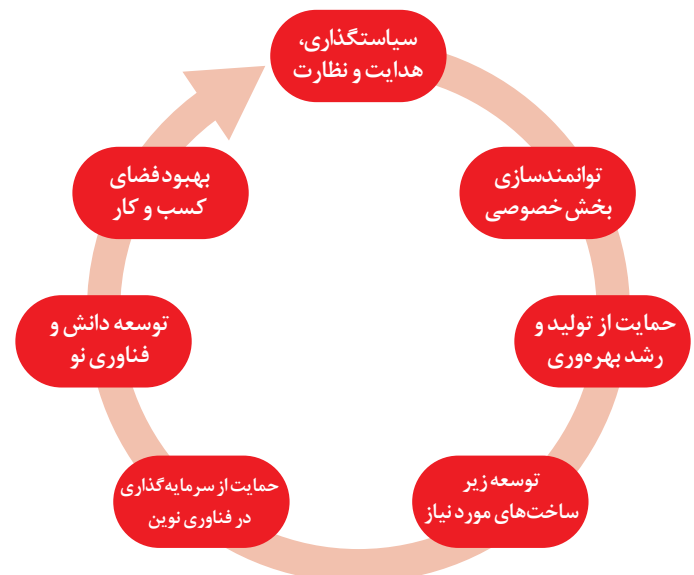 سیاستگذاری،
هدایت و نظارت
توانمندسازی
بخش خصوصی
حمایت از تولید و
رشد بهره‌وری
توسعه زیر
ساخت‌های مورد نیاز
حمایت از سرمایه‌گذاری
در فناوری نوین
توسعه دانش و
فناوری نو
بهبود فضای
کسب و کار